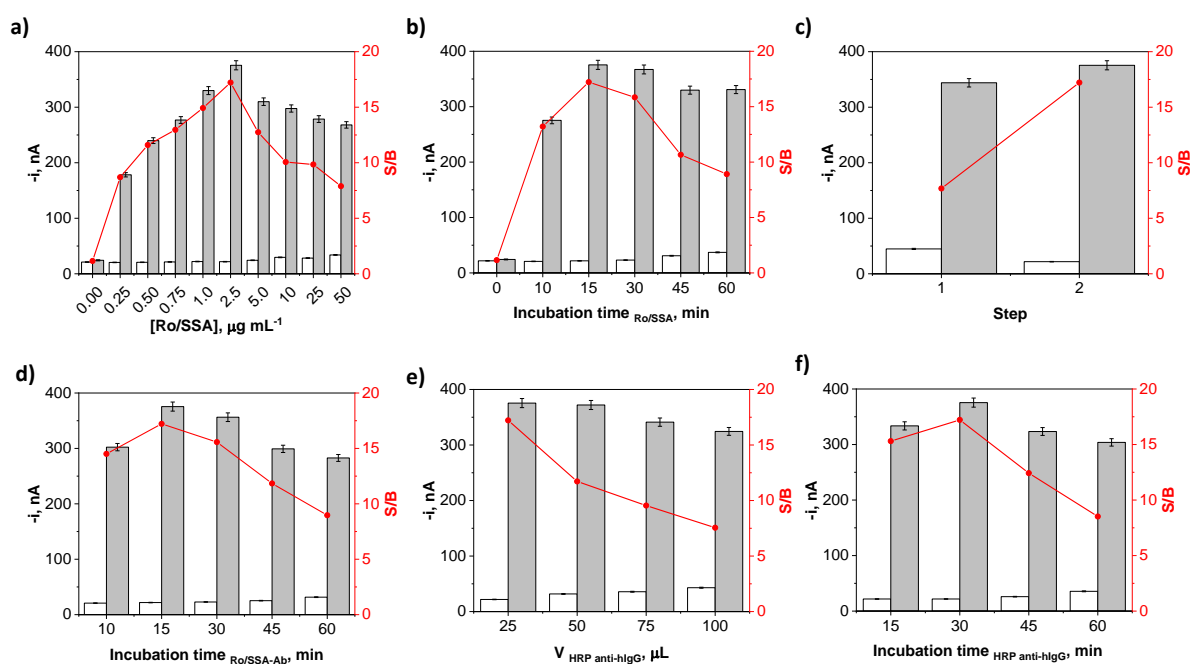 a)
400
300
200
100
0
-i, nA
20
15
10
5
0
S/B
0.00 0.25 0.50 0.75 1.0 2.5 5.0 10 25 50
[Ro/SSA], μg mL⁻¹
b)
400
300
200
100
0
-i, nA
20
15
10
5
0
S/B
0 10 15 30 45 60
Incubation time Ro/SSA, min
c)
400
300
200
100
0
-i, nA
20
15
10
5
0
S/B
1 2
Step
d)
400
300
200
100
0
-i, nA
20
15
10
5
0
S/B
10 15 30 45 60
Incubation time Ro/SSA-Ab, min
e)
400
300
200
100
0
-i, nA
20
15
10
5
0
S/B
25 50 75 100
V HRP anti-hIgG, μL
f)
400
300
200
100
0
-i, nA
20
15
10
5
0
S/B
15 30 45 60
Incubation time HRP anti-hIgG, min